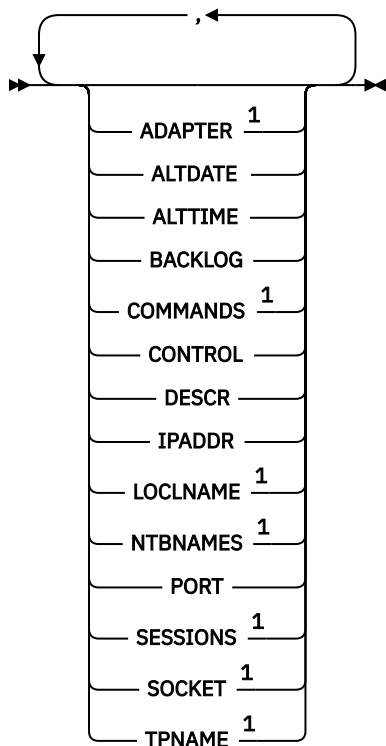 ,
ADAPTER 1
ALTDATE
ALTTIME
BACKLOG
COMMANDS 1
CONTROL
DESCR
IPADDR
LOCLNAME 1
NTBNAMES 1
PORT
SESSIONS 1
SOCKET 1
TPNAME 1